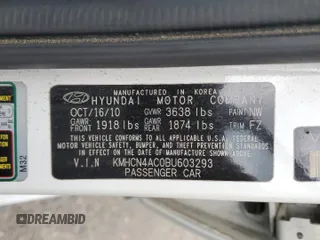 MANUFACTURED IN KOREA
HYUNDAI MOTOR COMPANY
OCT/16/10 GVWR 3638 lbs PAINT NW
GAWR FRONT 1918 lbs GAWR REAR 1874 lbs TRIM FZ
THIS VEHICLE CONFORMS TO ALL APPLICABLE
FEDERAL MOTOR VEHICLE SAFETY,
BUMPER, AND THEFT PREVENTION STANDARDS
IN EFFECT ON THE DATE OF MANUFACTURE
SHOWN ABOVE.
V.I.N KMHCN4AC0BU603293
PASSENGER CAR
M32
DREAMBID